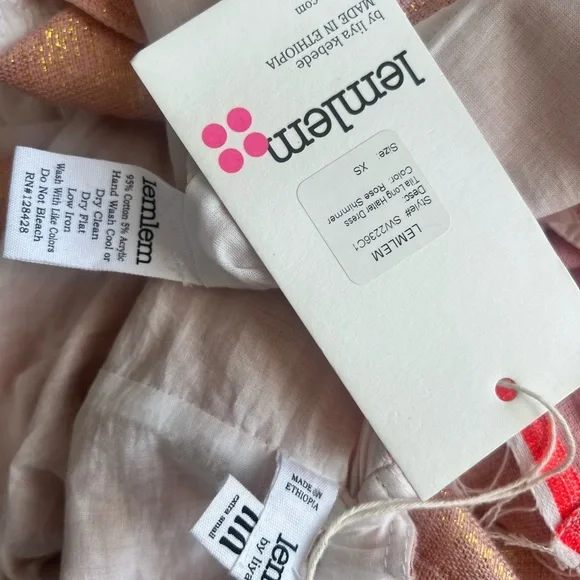 lemlem
by liya kebede
MADE IN ETHIOPIA
.com
LEMLEM
Style# SW2236C1
Desc:
Tila Long Halter Dress
Color: Rose Shimmer
Size: XS
lemlem
95% Cotton 5% Acrylic
Hand Wash Cool or
Dry Clean
Dry Flat
Low Iron
Wash With Like Colors
Do Not Bleach
RN#128428
MADE IN
ETHIOPIA
extra small
by liya